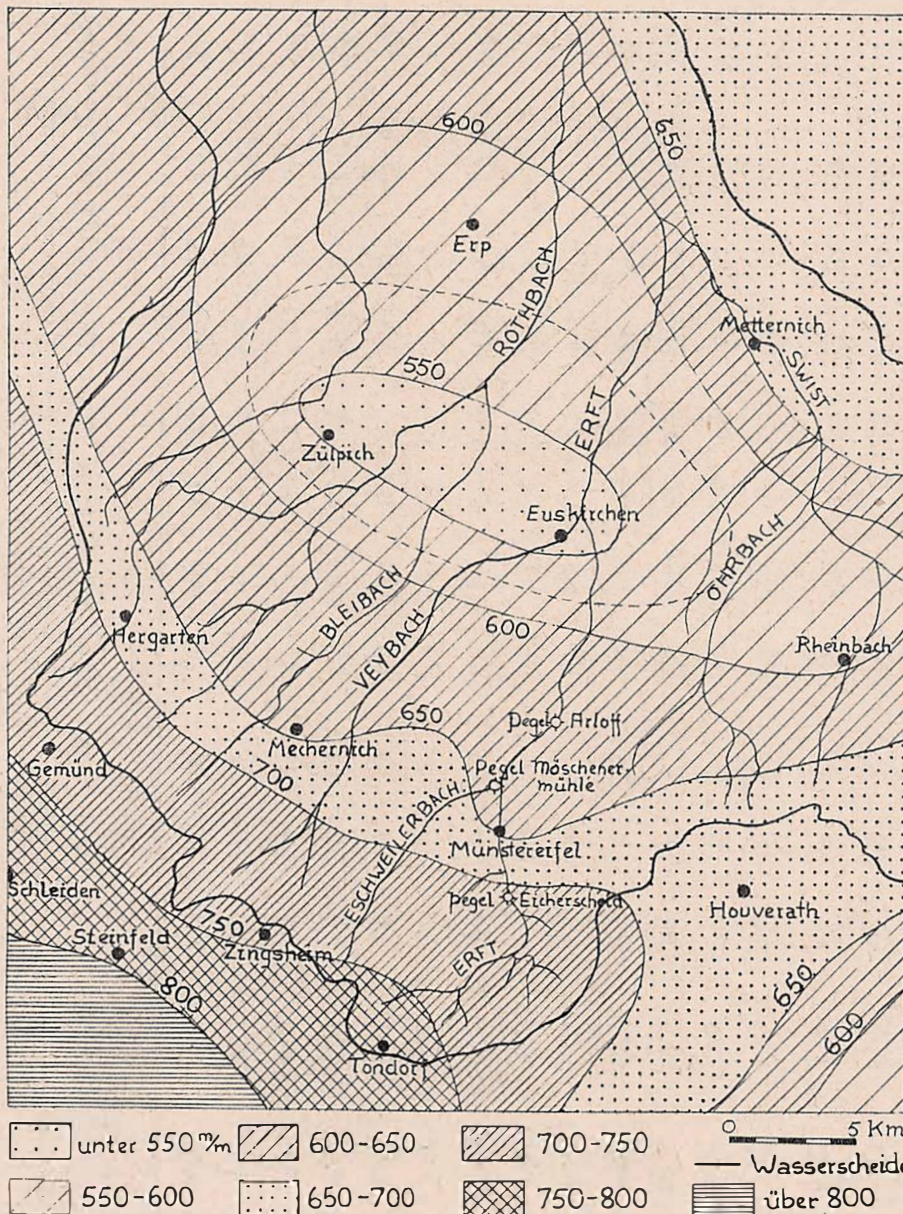 600
650
Erp
ROTHBACH
Metternich
SWIST
550
ERFT
Zülpich
Euskirchen
OHRBACH
BLEIBACH
Hergarten
VEYBACH
600
Rheinbach
650
Pegel Arloff
Mechernich
Gemünd
700
Pegel Möschener-
mühle
ESCHWEILERBACH
Münstereifel
Schleiden
Pegel Eicherscheid
Houverath
750
Steinfeld
Zingsheim
ERFT
800
650
600
Tondorf
unter 550 m/m
600-650
700-750
0 5 Km
Wasserscheide
550-600
650-700
750-800
über 800